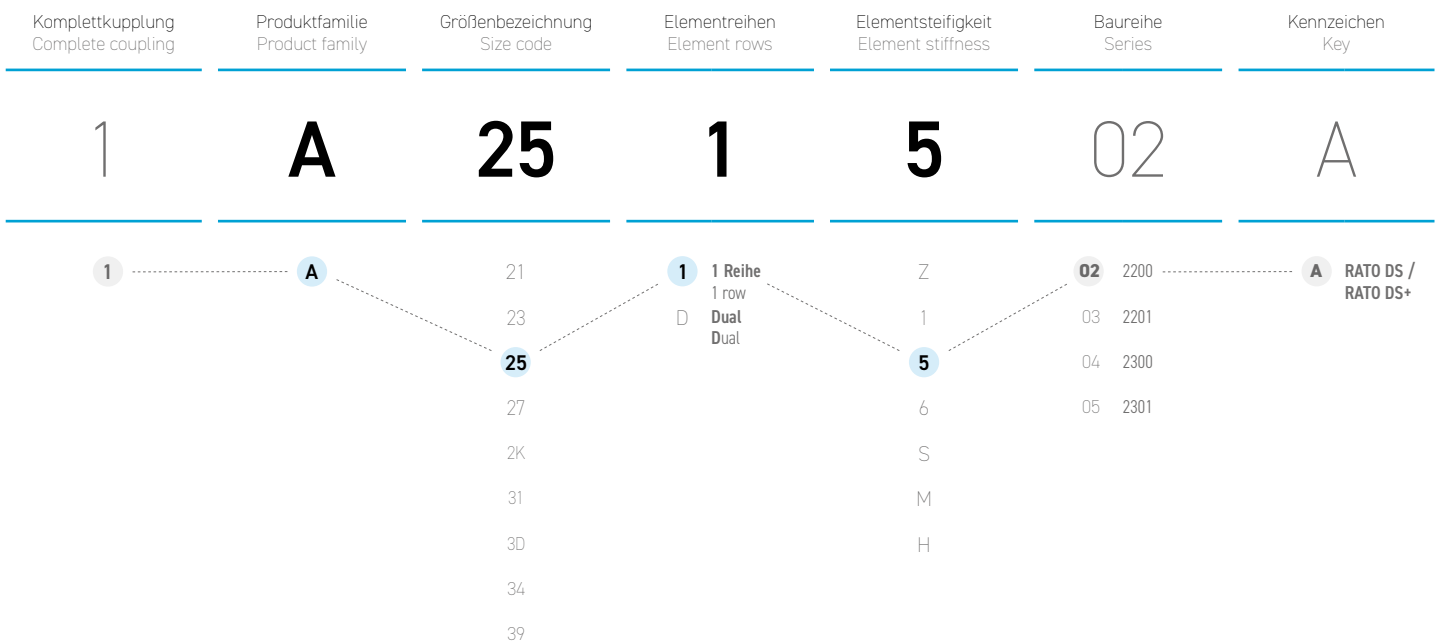 Komplettkupplung Produktfamilie Größenbezeichnung Elementreihen Elementsteifigkeit Baureihe Kennzeichen
Complete coupling Product family Size code Element rows Element stiffness Series Key
1 A 25 1 5 02 A
1 A 21 1 1 Reihe Z 02 2200 A RATO DS /
1 row RATO DS+
23 D Dual 1 03 2201
Dual
25 5 04 2300
27 6 05 2301
2K S
31 M
3D H
34
39